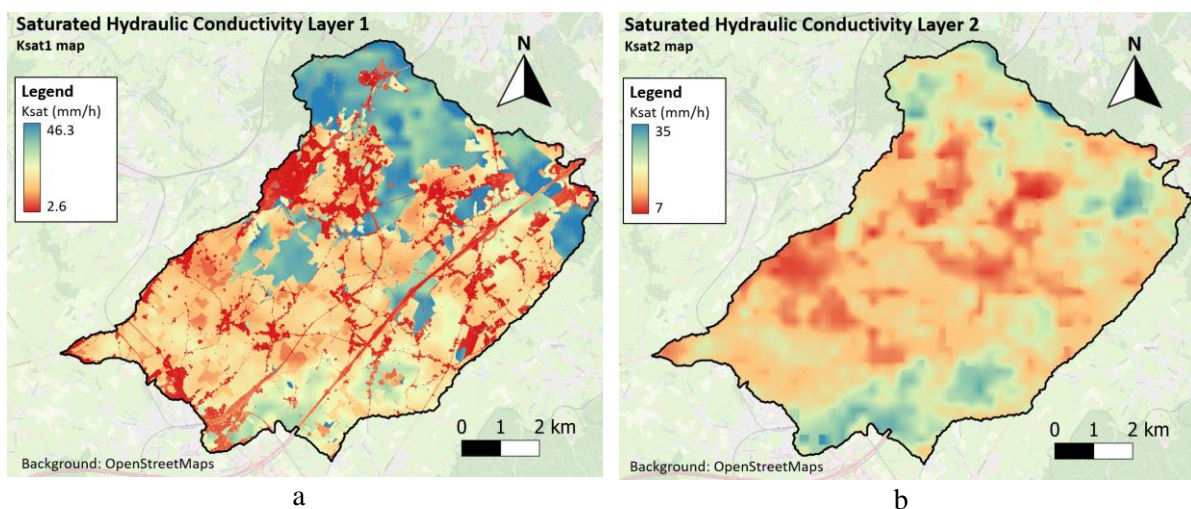 Saturated Hydraulic Conductivity Layer 1
Ksat1 map
N
Legend
Ksat (mm/h)
46.3
2.6
0 1 2 km
Background: OpenStreetMaps
a
Saturated Hydraulic Conductivity Layer 2
Ksat2 map
N
Legend
Ksat (mm/h)
35
7
0 1 2 km
Background: OpenStreetMaps
b